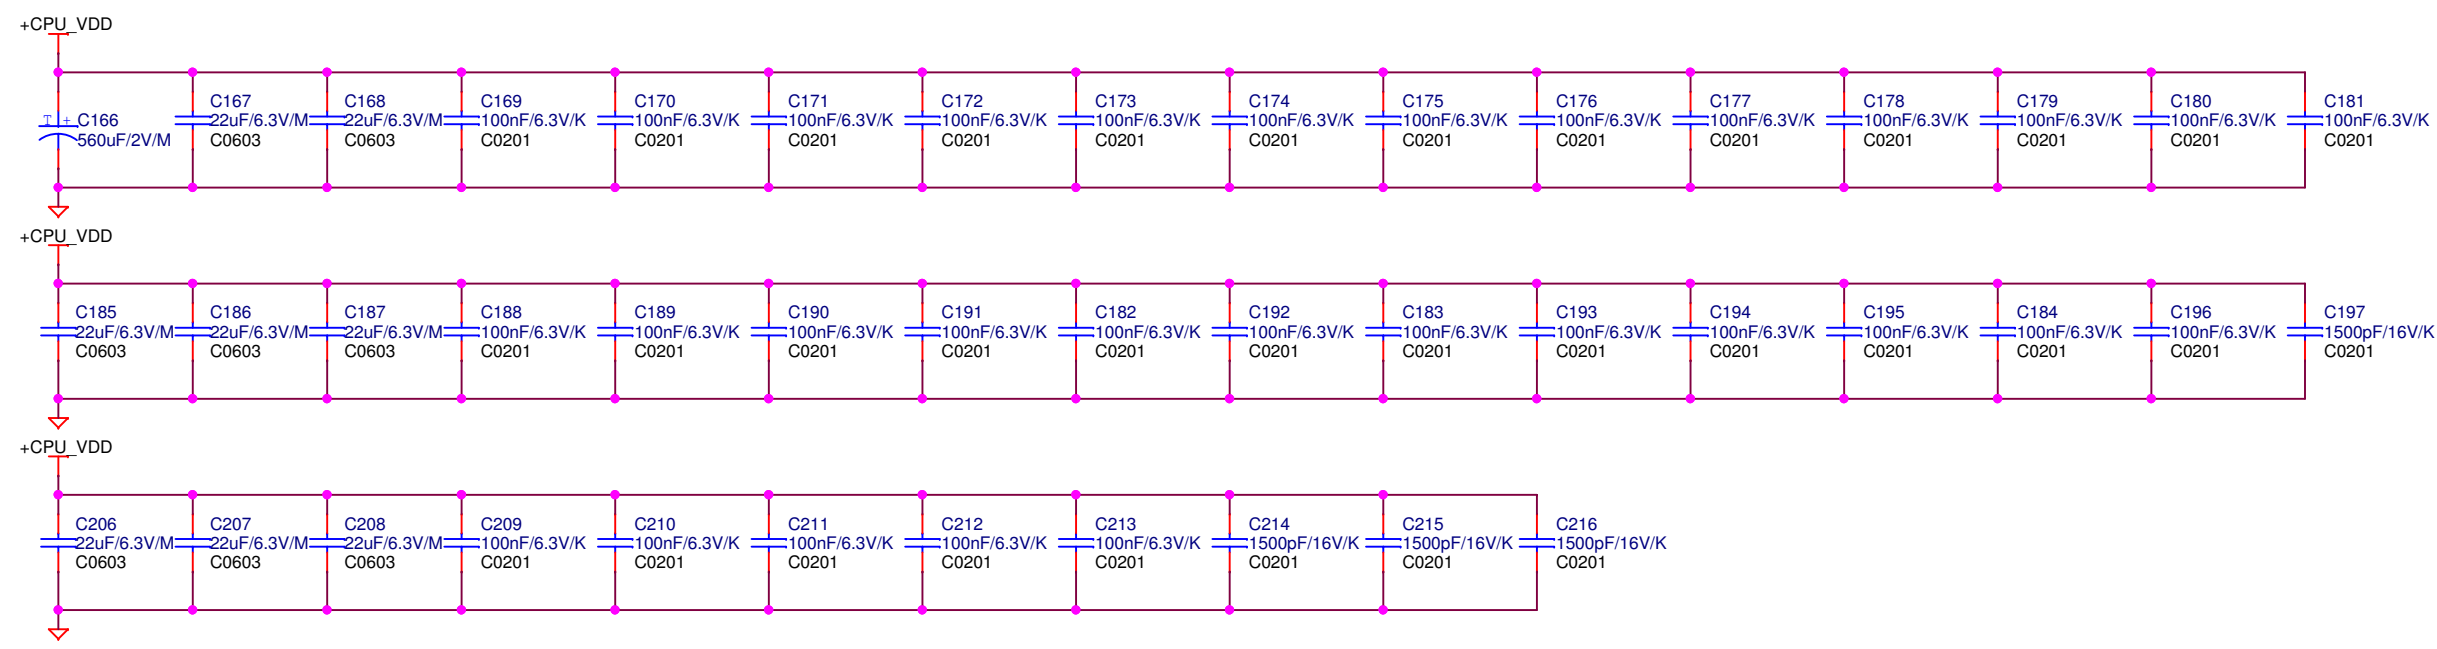 +CPU_VDD
C167 C168 C169 C170 C171 C172 C173 C174 C175 C176 C177 C178 C179 C180 C181
T + C166 22uF/6.3V/M 22uF/6.3V/M 100nF/6.3V/K 100nF/6.3V/K 100nF/6.3V/K 100nF/6.3V/K 100nF/6.3V/K 100nF/6.3V/K 100nF/6.3V/K 100nF/6.3V/K 100nF/6.3V/K 100nF/6.3V/K 100nF/6.3V/K 100nF/6.3V/K 100nF/6.3V/K
560uF/2V/M C0603 C0603 C0201 C0201 C0201 C0201 C0201 C0201 C0201 C0201 C0201 C0201 C0201 C0201 C0201
+CPU_VDD
C185 C186 C187 C188 C189 C190 C191 C182 C192 C183 C193 C194 C195 C184 C196 C197
22uF/6.3V/M 22uF/6.3V/M 22uF/6.3V/M 100nF/6.3V/K 100nF/6.3V/K 100nF/6.3V/K 100nF/6.3V/K 100nF/6.3V/K 100nF/6.3V/K 100nF/6.3V/K 100nF/6.3V/K 100nF/6.3V/K 100nF/6.3V/K 100nF/6.3V/K 100nF/6.3V/K 1500pF/16V/K
C0603 C0603 C0603 C0201 C0201 C0201 C0201 C0201 C0201 C0201 C0201 C0201 C0201 C0201 C0201 C0201
+CPU_VDD
C206 C207 C208 C209 C210 C211 C212 C213 C214 C215 C216
22uF/6.3V/M 22uF/6.3V/M 22uF/6.3V/M 100nF/6.3V/K 100nF/6.3V/K 100nF/6.3V/K 100nF/6.3V/K 100nF/6.3V/K 1500pF/16V/K 1500pF/16V/K 1500pF/16V/K
C0603 C0603 C0603 C0201 C0201 C0201 C0201 C0201 C0201 C0201 C0201